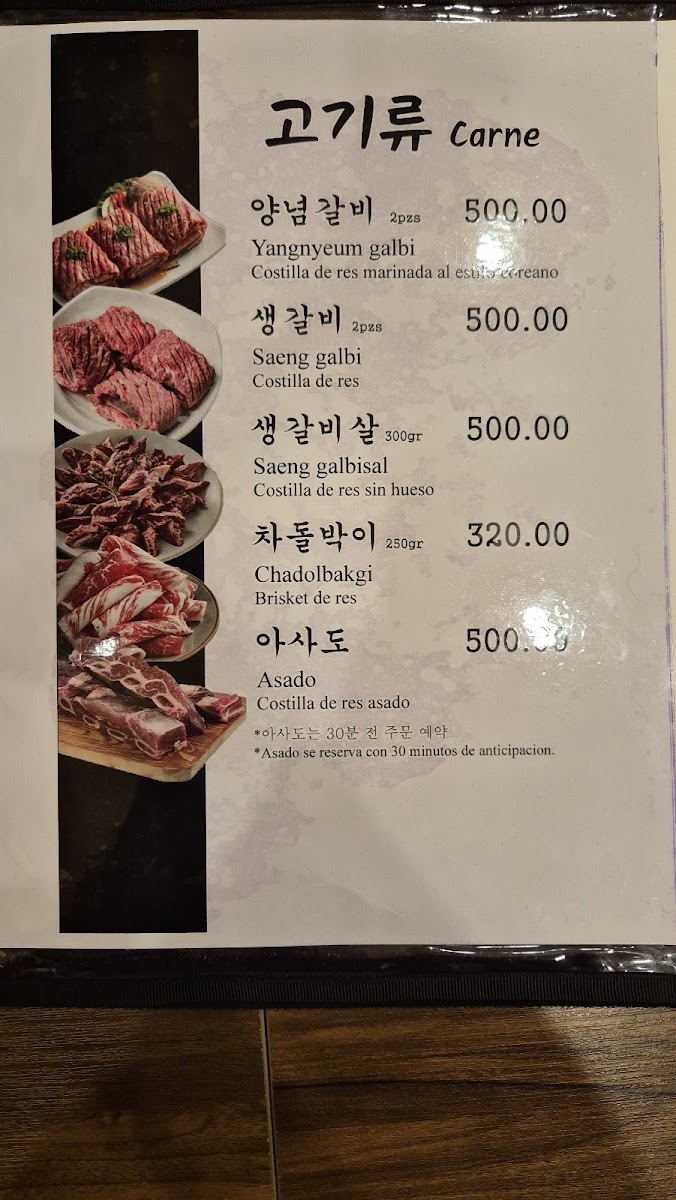 고기류 Carne
양념갈비 2pzs 500.00
Yangnyeum galbi
Costilla de res marinada al estilo coreano
생갈비 2pzs 500.00
Saeng galbi
Costilla de res
생갈비살 300gr 500.00
Saeng galbisal
Costilla de res sin hueso
차돌박이 250gr 320.00
Chadolbakgi
Brisket de res
아사도 500.00
Asado
Costilla de res asado
*아사도는 30분 전 주문 예약
*Asado se reserva con 30 minutos de anticipacion.